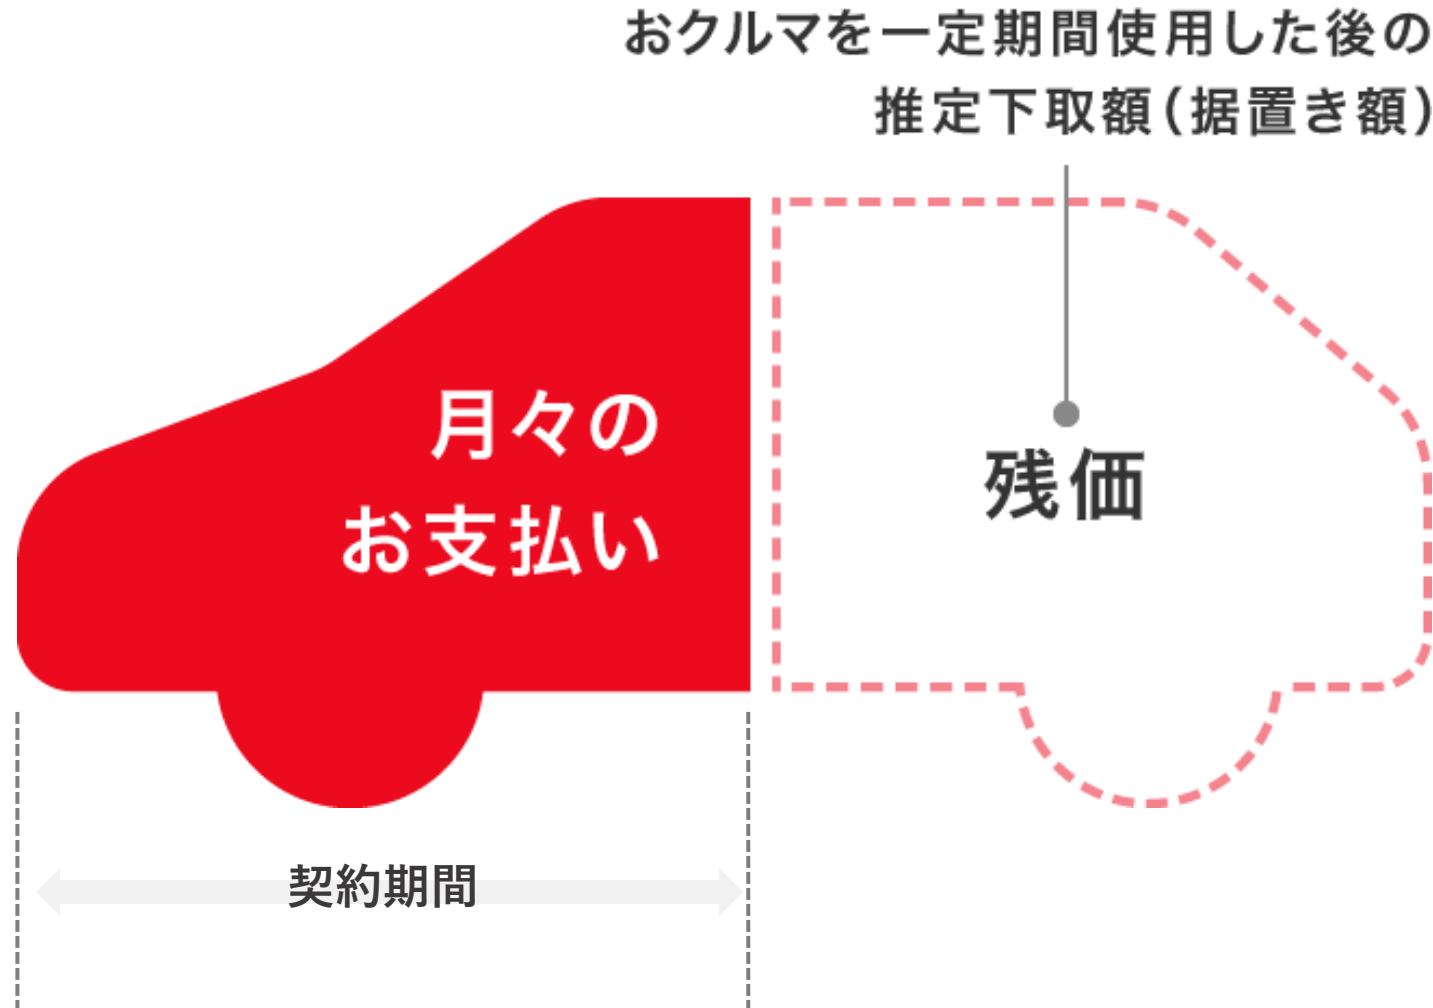 おクルマを一定期間使用した後の
推定下取額（据置き額）
月々の
お支払い
残価
契約期間